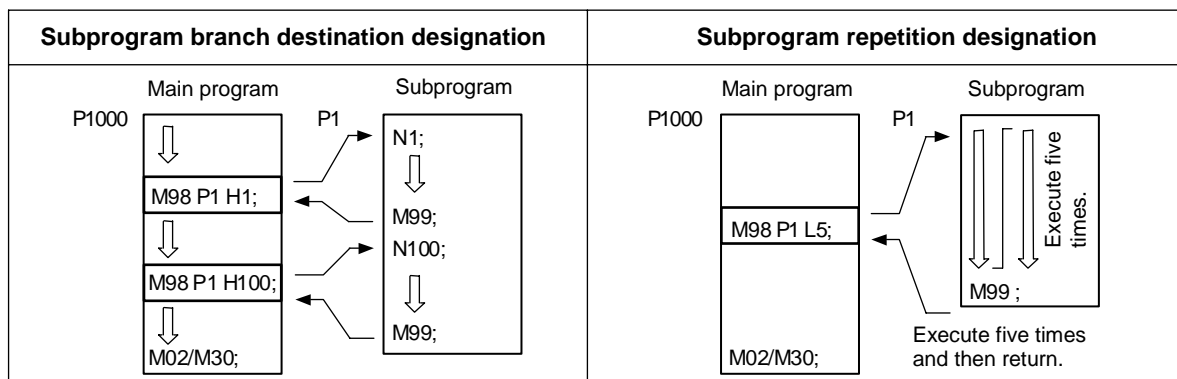 Subprogram branch destination designation
Main program
Subprogram
P1000
P1
N1;
M98 P1 H1;
M99;
N100;
M98 P1 H100;
M99;
M02/M30;
Subprogram repetition designation
Main program
Subprogram
P1000
P1
Execute five
times.
M98 P1 L5;
M99 ;
Execute five times
and then return.
M02/M30;